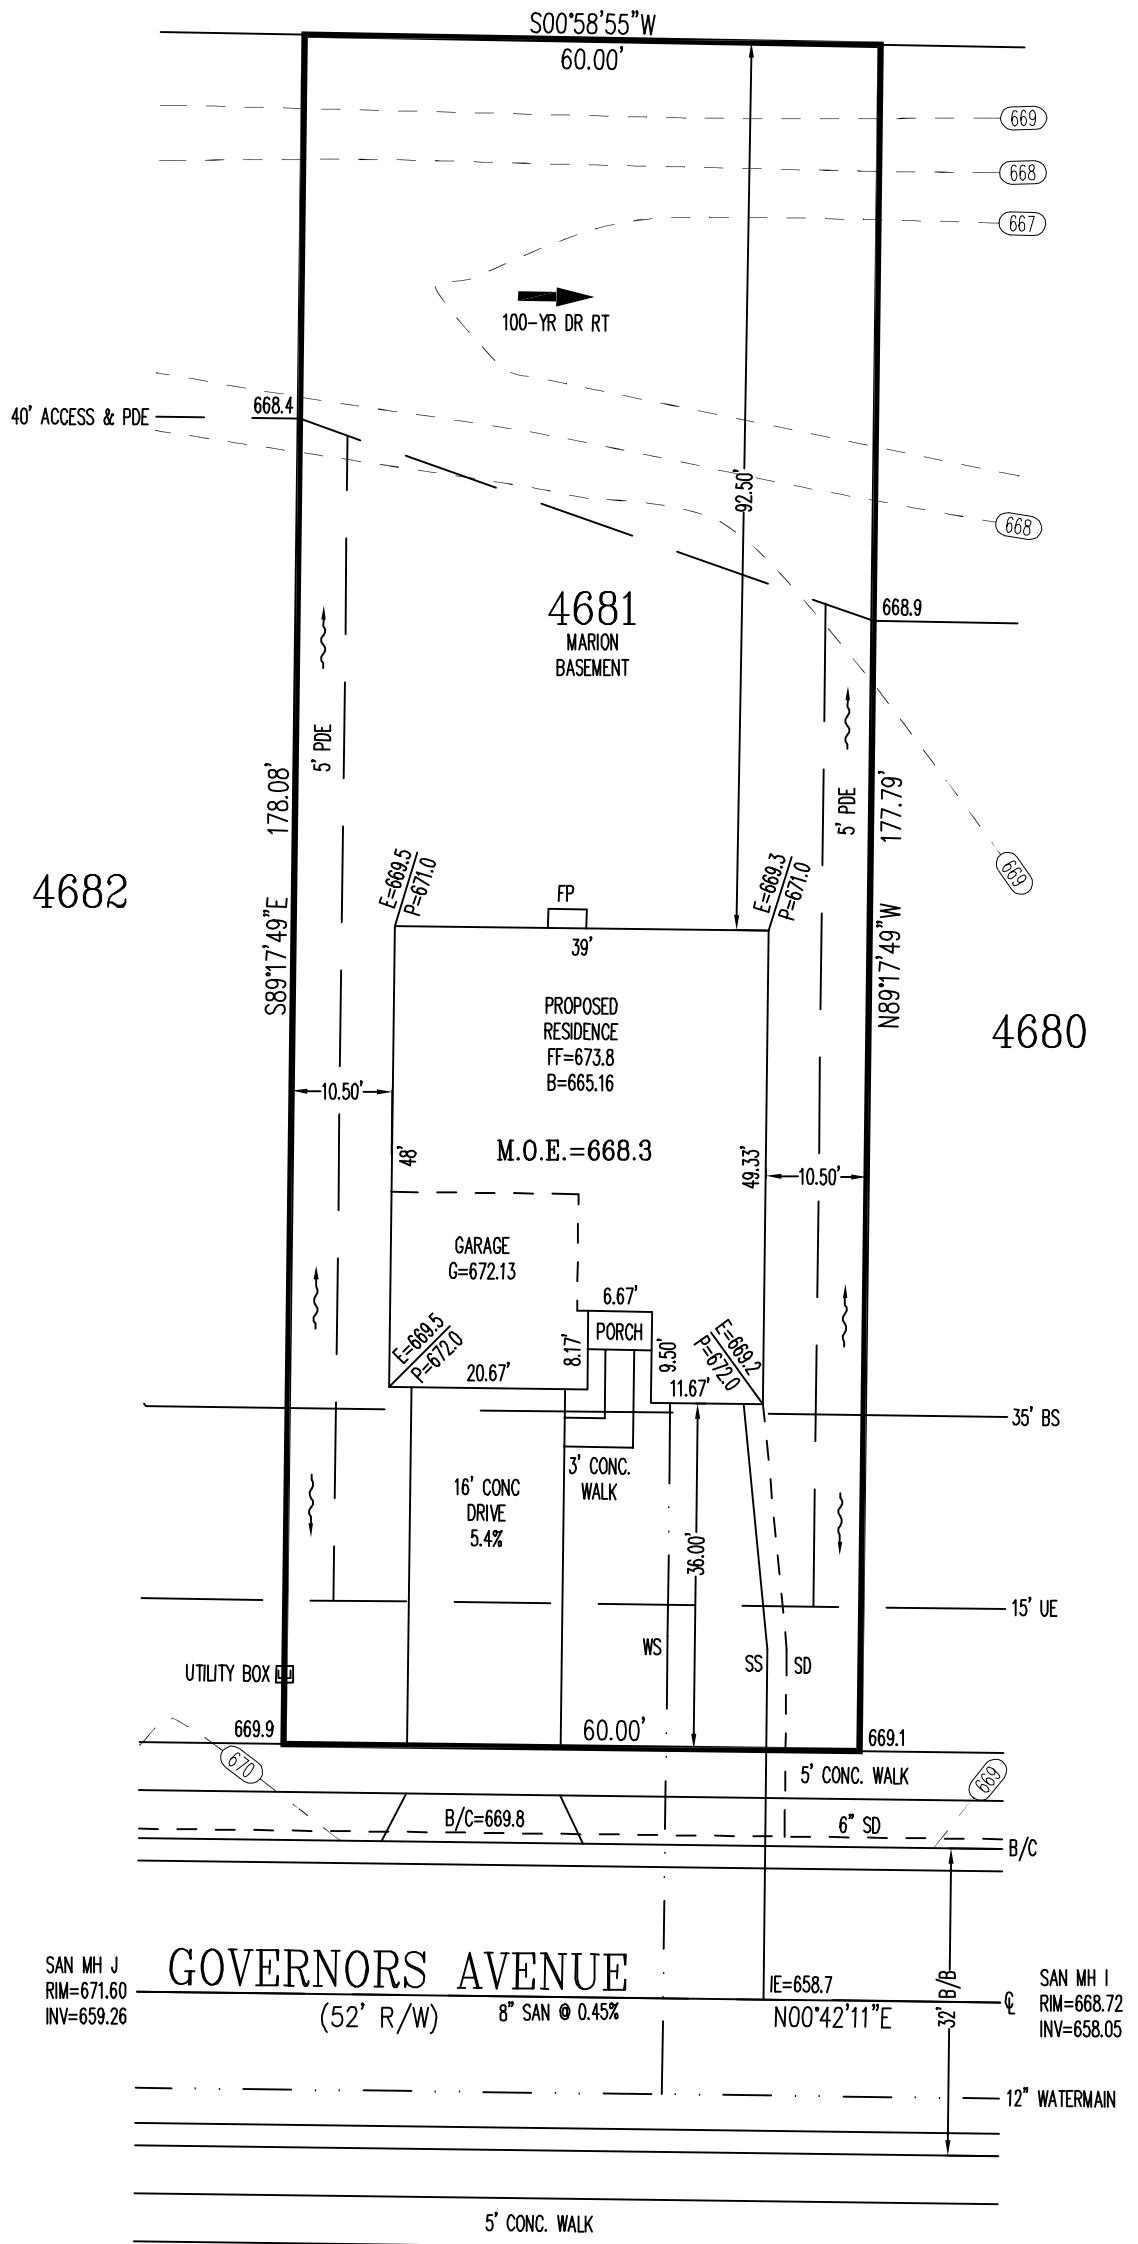 S00°58'55"W
60.00'
669
668
667
100-YR DR RT
40' ACCESS & PDE
668.4
92.50'
668
4681
MARION
BASEMENT
668.9
5' PDE
5' PDE
178.08'
177.79'
4682
E=669.5
P=671.0
FP
E=669.3
P=671.0
669
39'
S89°17'49"E
N89°17'49"W
PROPOSED
RESIDENCE
FF=673.8
B=665.16
4680
10.50'
48'
M.O.E.=668.3
49.33'
10.50'
GARAGE
G=672.13
6.67'
PORCH
8.17'
9.50'
E=669.5
P=672.0
E=669.2
P=672.0
20.67'
11.67'
35' BS
3' CONC.
WALK
16' CONC
DRIVE
5.4%
36.00'
15' UE
WS
SS
SD
UTILITY BOX
U
669.9
60.00'
669.1
670
5' CONC. WALK
669
B/C=669.8
6" SD
B/C
SAN MH J
RIM=671.60
INV=659.26
GOVERNORS AVENUE
(52' R/W)
8" SAN @ 0.45%
IE=658.7
N00°42'11"E
32' B/B
℄
SAN MH I
RIM=668.72
INV=658.05
12" WATERMAIN
5' CONC. WALK